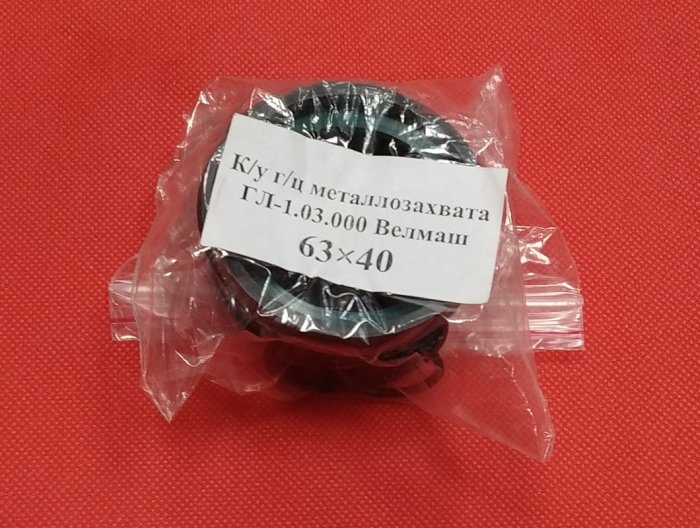 К/у г/ц металлозахвата
ГЛ-1.03.000 Велмаш
63×40